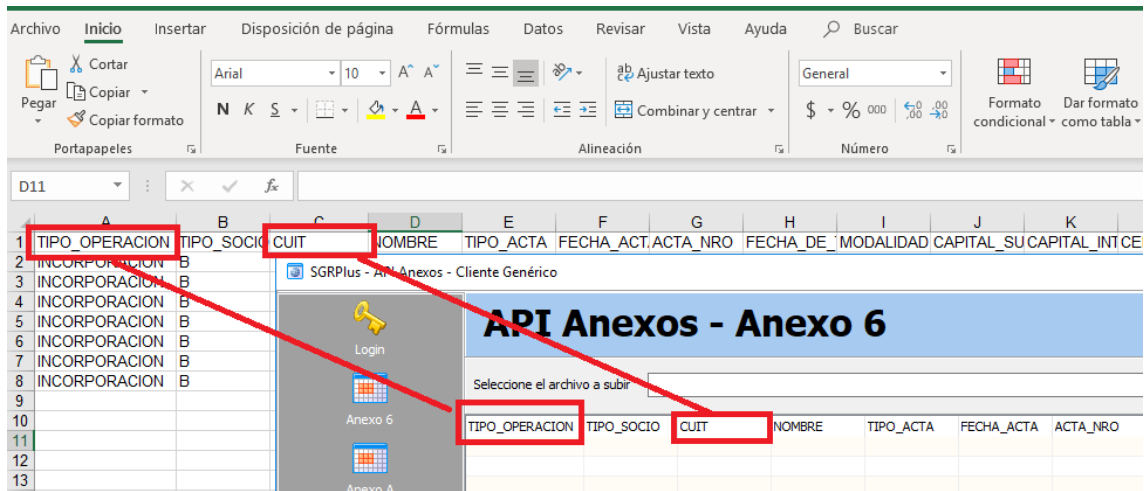 Archivo Inicio Insertar Disposición de página Fórmulas Datos Revisar Vista Ayuda Buscar
Pegar
Cortar
Copiar
Copiar formato
Portapapeles
Arial 10 A A
N K S A
Fuente
ab Ajustar texto
Combinar y centrar
Alineación
General
$ % 000
Número
Formato condicional
Dar formato como tabla
D11 fx
A B C D E F G H I J K
1 TIPO_OPERACION TIPO_SOCIO CUIT NOMBRE TIPO_ACTA FECHA_ACT ACTA_NRO FECHA_DE_ MODALIDAD CAPITAL_SU CAPITAL_INT CE
2 INCORPORACION B
3 INCORPORACION B
4 INCORPORACION B
5 INCORPORACION B
6 INCORPORACION B
7 INCORPORACION B
8 INCORPORACION B
9
10
11
12
13
SGRPlus - API Anexos - Cliente Genérico
Login
Anexo 6
Anexo A
API Anexos - Anexo 6
Seleccione el archivo a subir
TIPO_OPERACION TIPO_SOCIO CUIT NOMBRE TIPO_ACTA FECHA_ACTA ACTA_NRO